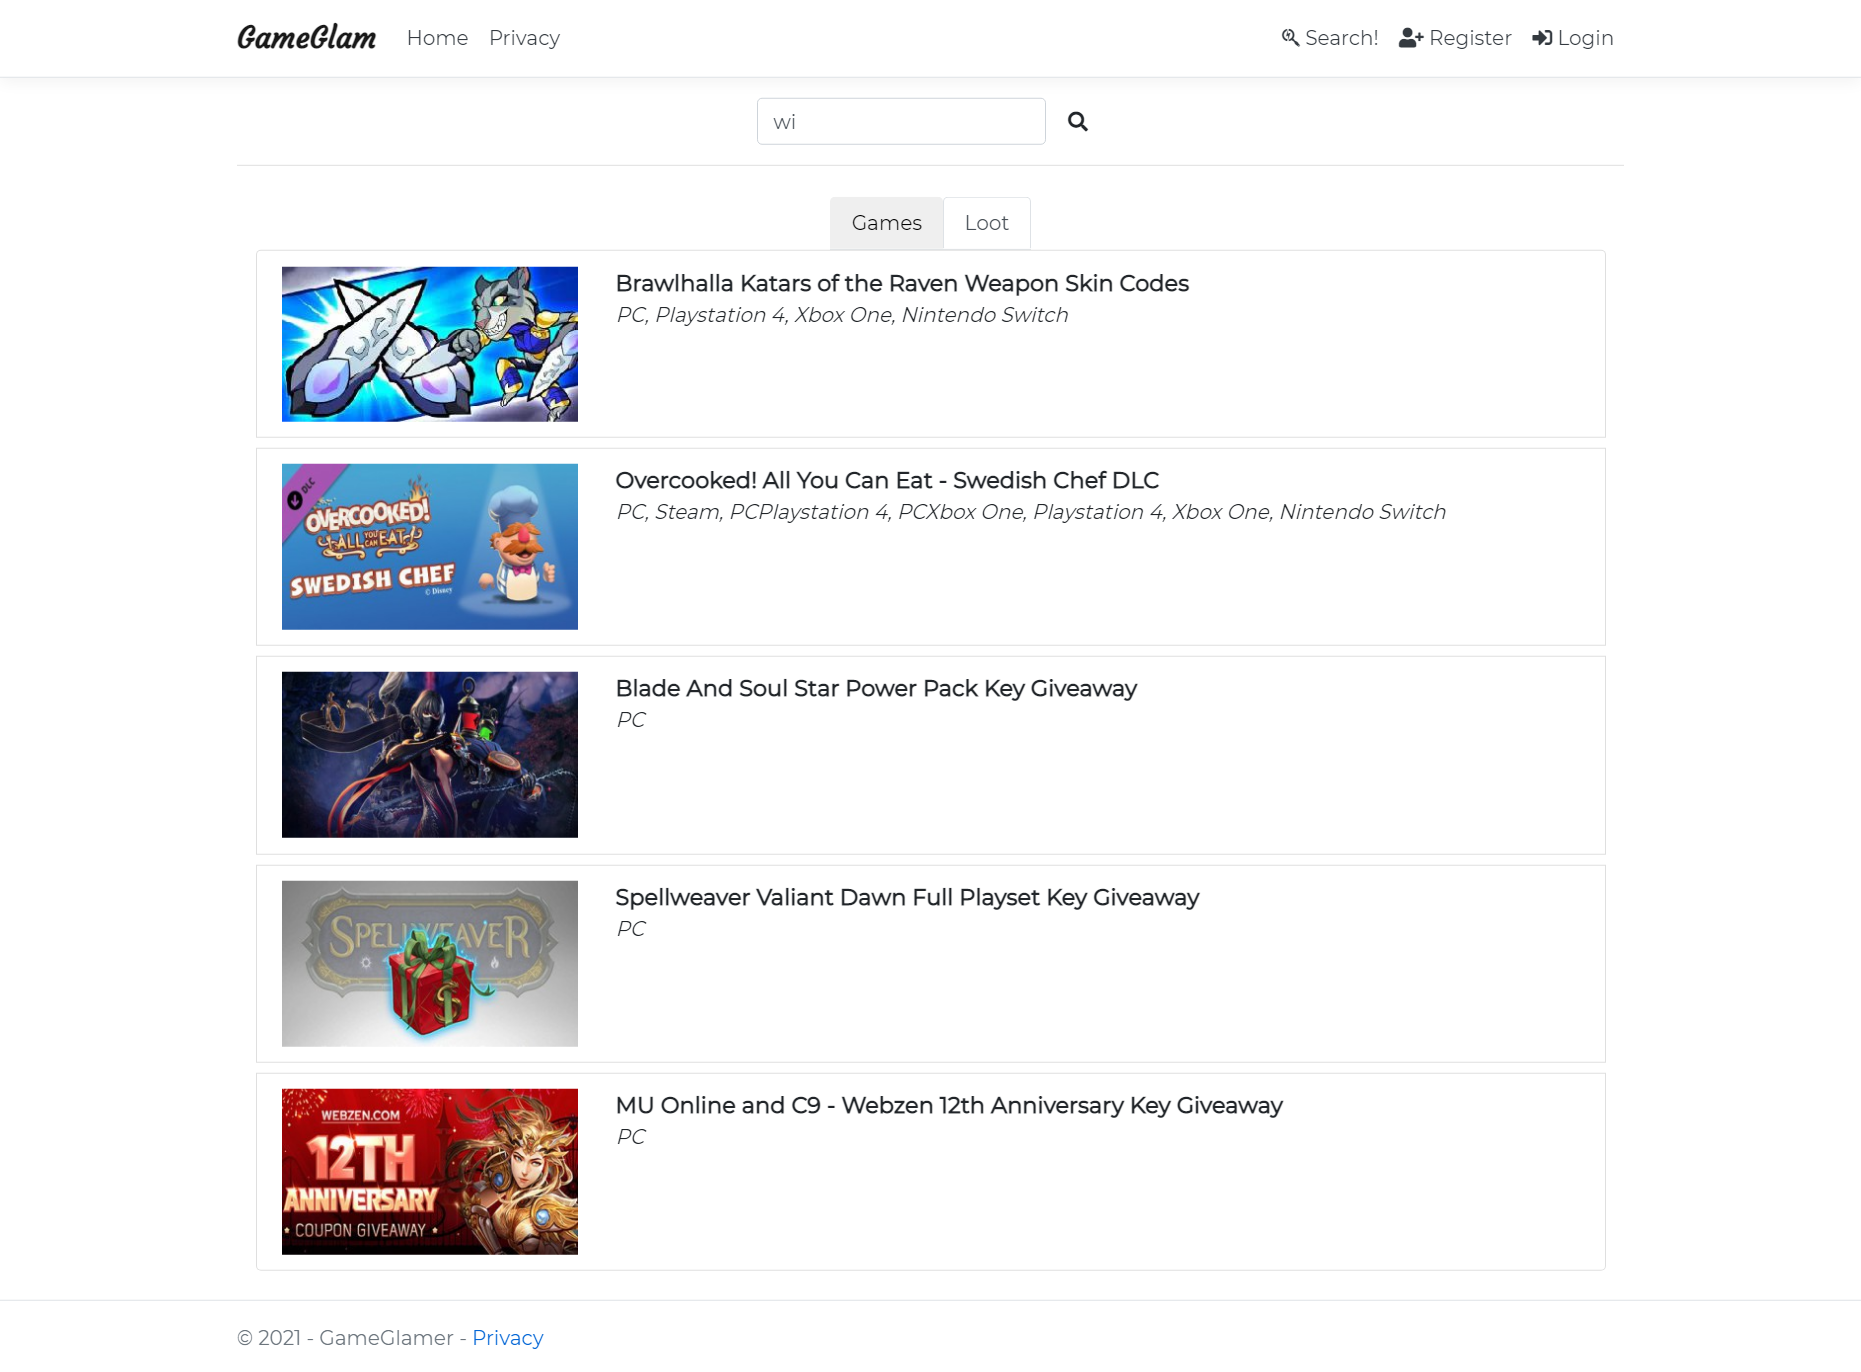 GameGlam Home Privacy Search! Register Login
wi
Games Loot
Brawlhalla Katars of the Raven Weapon Skin Codes
PC, Playstation 4, Xbox One, Nintendo Switch
DLC
OVERCOOKED!
ALL YOU CAN EAT
SWEDISH CHEF
© Disney
Overcooked! All You Can Eat - Swedish Chef DLC
PC, Steam, PCPlaystation 4, PCXbox One, Playstation 4, Xbox One, Nintendo Switch
Blade And Soul Star Power Pack Key Giveaway
PC
SPELLWEAVER
Spellweaver Valiant Dawn Full Playset Key Giveaway
PC
WEBZEN.COM
12TH
ANNIVERSARY
• COUPON GIVEAWAY •
MU Online and C9 - Webzen 12th Anniversary Key Giveaway
PC
© 2021 - GameGlamer - Privacy